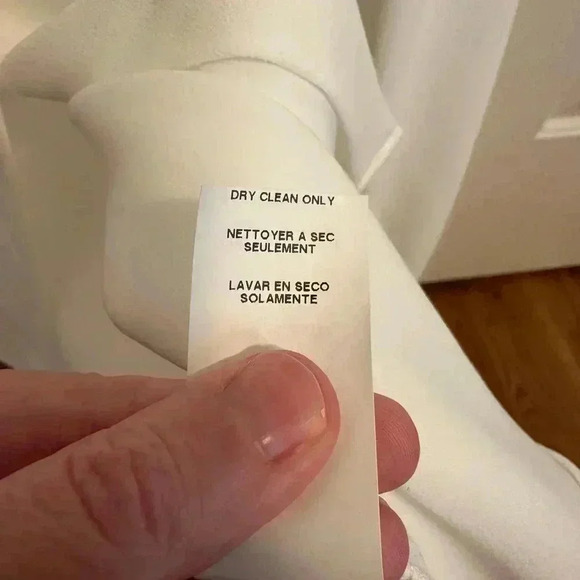 DRY CLEAN ONLY
NETTOYER A SEC
SEULEMENT
LAVAR EN SECO
SOLAMENTE